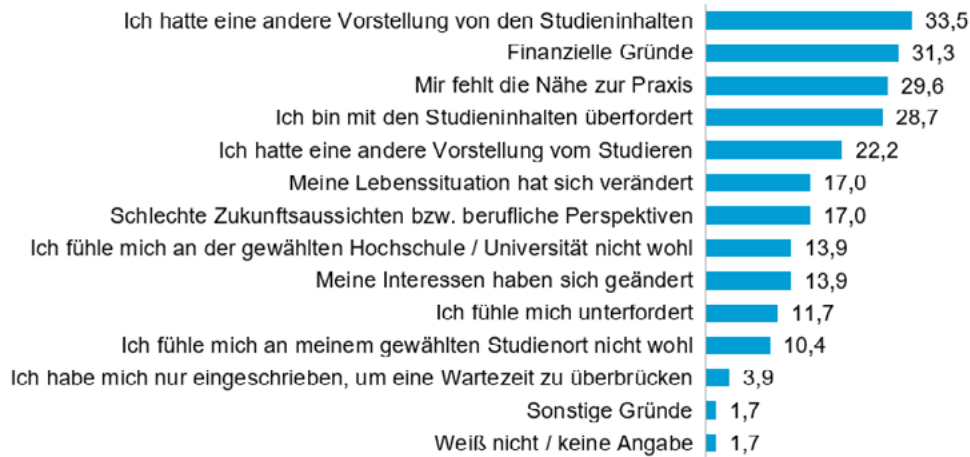 Ich hatte eine andere Vorstellung von den Studieninhalten 33,5
Finanzielle Gründe 31,3
Mir fehlt die Nähe zur Praxis 29,6
Ich bin mit den Studieninhalten überfordert 28,7
Ich hatte eine andere Vorstellung vom Studieren 22,2
Meine Lebenssituation hat sich verändert 17,0
Schlechte Zukunftsaussichten bzw. berufliche Perspektiven 17,0
Ich fühle mich an der gewählten Hochschule / Universität nicht wohl 13,9
Meine Interessen haben sich geändert 13,9
Ich fühle mich unterfordert 11,7
Ich fühle mich an meinem gewählten Studienort nicht wohl 10,4
Ich habe mich nur eingeschrieben, um eine Wartezeit zu überbrücken 3,9
Sonstige Gründe 1,7
Weiß nicht / keine Angabe 1,7